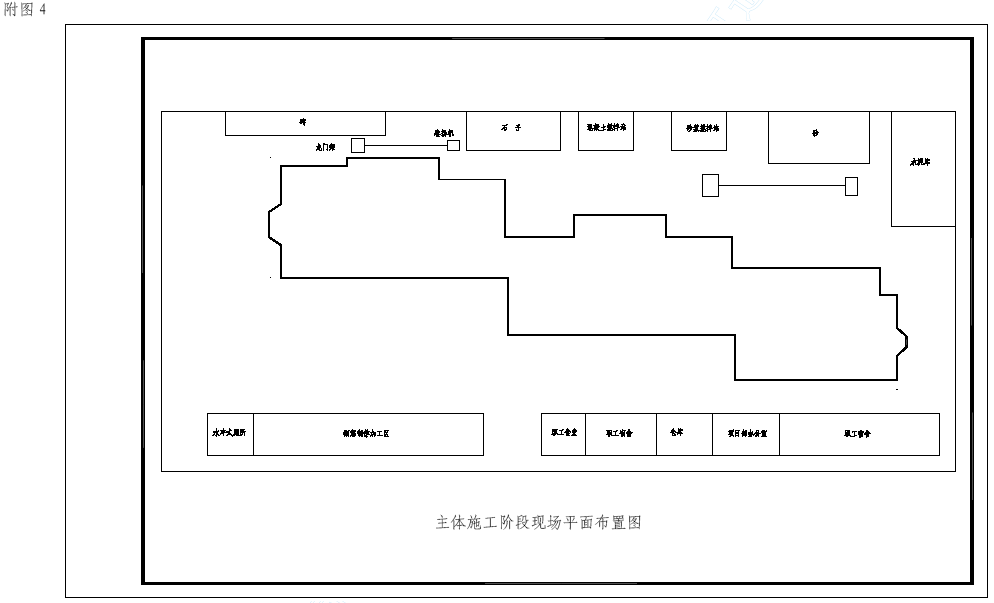 附图 4
砖
卷扬机
石 子
混凝土搅拌站
砂浆搅拌站
砂
龙门架
水泥库
水冲式厕所
钢筋制作加工区
职工食堂
职工宿舍
仓库
项目部办公室
职工宿舍
主体施工阶段现场平面布置图